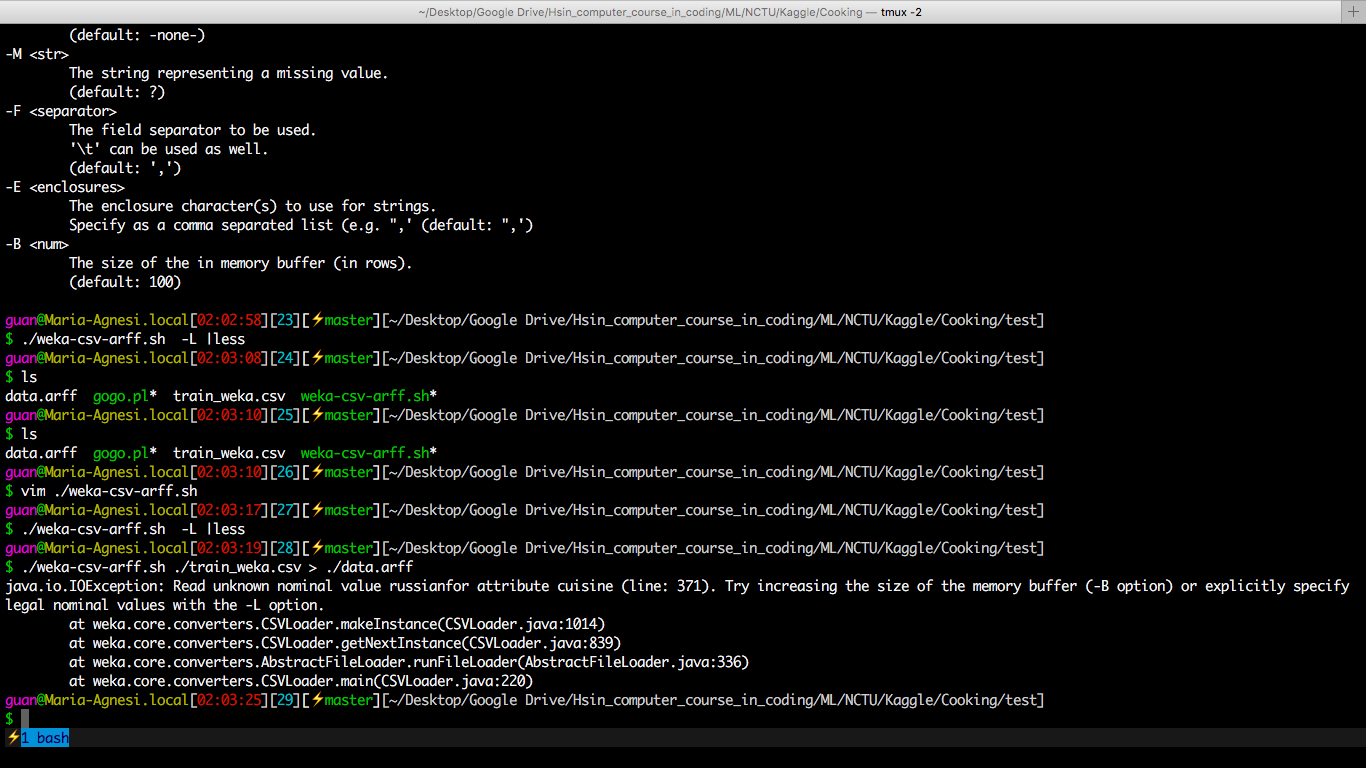 ~/Desktop/Google Drive/Hsin_computer_course_in_coding/ML/NCTU/Kaggle/Cooking — tmux -2
(default: -none-)
-M <str>
The string representing a missing value.
(default: ?)
-F <separator>
The field separator to be used.
'\t' can be used as well.
(default: ',')
-E <enclosures>
The enclosure character(s) to use for strings.
Specify as a comma separated list (e.g. ",' (default: ",')
-B <num>
The size of the in memory buffer (in rows).
(default: 100)
guan@Maria-Agnesi.local[02:02:58][23][⚡master][~/Desktop/Google Drive/Hsin_computer_course_in_coding/ML/NCTU/Kaggle/Cooking/test]
$ ./weka-csv-arff.sh  -L |less
guan@Maria-Agnesi.local[02:03:08][24][⚡master][~/Desktop/Google Drive/Hsin_computer_course_in_coding/ML/NCTU/Kaggle/Cooking/test]
$ ls
data.arff  gogo.pl*  train_weka.csv  weka-csv-arff.sh*
guan@Maria-Agnesi.local[02:03:10][25][⚡master][~/Desktop/Google Drive/Hsin_computer_course_in_coding/ML/NCTU/Kaggle/Cooking/test]
$ ls
data.arff  gogo.pl*  train_weka.csv  weka-csv-arff.sh*
guan@Maria-Agnesi.local[02:03:10][26][⚡master][~/Desktop/Google Drive/Hsin_computer_course_in_coding/ML/NCTU/Kaggle/Cooking/test]
$ vim ./weka-csv-arff.sh
guan@Maria-Agnesi.local[02:03:17][27][⚡master][~/Desktop/Google Drive/Hsin_computer_course_in_coding/ML/NCTU/Kaggle/Cooking/test]
$ ./weka-csv-arff.sh  -L |less
guan@Maria-Agnesi.local[02:03:19][28][⚡master][~/Desktop/Google Drive/Hsin_computer_course_in_coding/ML/NCTU/Kaggle/Cooking/test]
$ ./weka-csv-arff.sh ./train_weka.csv > ./data.arff
java.io.IOException: Read unknown nominal value russianfor attribute cuisine (line: 371). Try increasing the size of the memory buffer (-B option) or explicitly specify
legal nominal values with the -L option.
at weka.core.converters.CSVLoader.makeInstance(CSVLoader.java:1014)
at weka.core.converters.CSVLoader.getNextInstance(CSVLoader.java:839)
at weka.core.converters.AbstractFileLoader.runFileLoader(AbstractFileLoader.java:336)
at weka.core.converters.CSVLoader.main(CSVLoader.java:220)
guan@Maria-Agnesi.local[02:03:25][29][⚡master][~/Desktop/Google Drive/Hsin_computer_course_in_coding/ML/NCTU/Kaggle/Cooking/test]
$
⚡1 bash